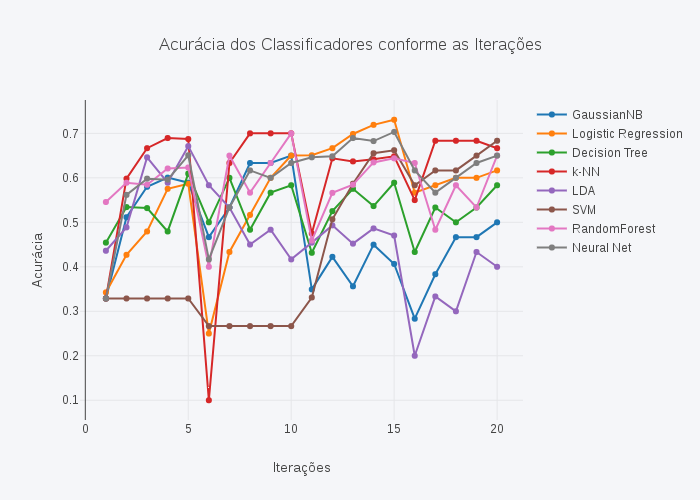 Acurácia dos Classificadores conforme as Iterações
GaussianNB
Logistic Regression
Decision Tree
k-NN
LDA
SVM
RandomForest
Neural Net
Acurácia
0.7
0.6
0.5
0.4
0.3
0.2
0.1
0 5 10 15 20
Iterações